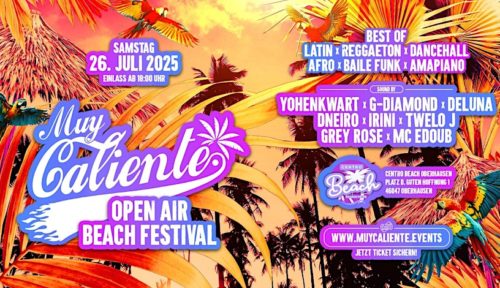 SAMSTAG
26. JULI 2025
EINLASS AB 18:00 UHR
Muy
Caliente
OPEN AIR
BEACH FESTIVAL
BEST OF
LATIN x REGGAETON x DANCEHALL
AFRO x BAILE FUNK x AMAPIANO
SOUND BY
YOHENKWART x G-DIAMOND x DELUNA
DNEIRO x IRINI x TWELO J
GREY ROSE x MC EDOUB
Beach
CENTRO BEACH OBERHAUSEN
PLATZ D. GUTEN HOFFNUNG 1
46047 OBERHAUSEN
WWW.MUYCALIENTE.EVENTS
JETZT TICKET SICHERN!